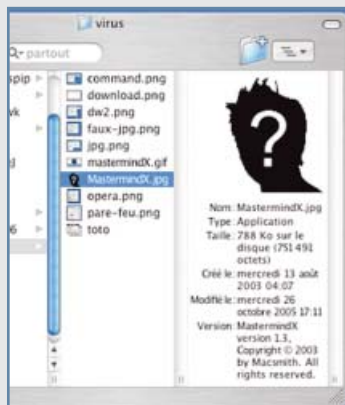 virus
partout
spip
vk
J
6
command.png
download.png
dw2.png
faux-jpg.png
jpg.png
mastermindX.gif
MastermindX.jpg
opera.png
pare-feu.png
toto
?
Nom: MastermindX.jpg
Type: Application
Taille: 788 Ko sur le
disque (751 491
octets)
Créé le: mercredi 13 août
2003 04:07
Modifié le: mercredi 26
octobre 2005 17:11
Version: MastermindX
version 1.3,
Copyright © 2003
by Macsmith. All
rights reserved.